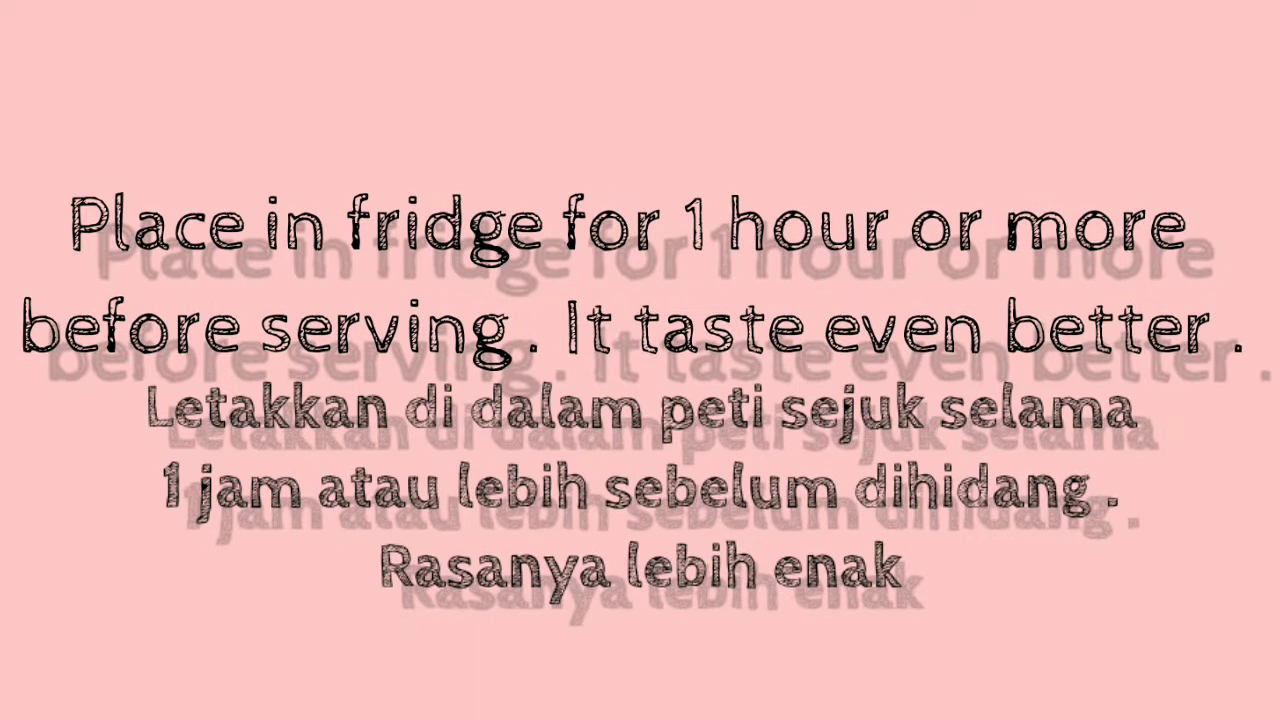 Place in fridge for 1 hour or more
before serving . It taste even better .
Letakkan di dalam peti sejuk selama
1 jam atau lebih sebelum dihidang .
Rasanya lebih enak